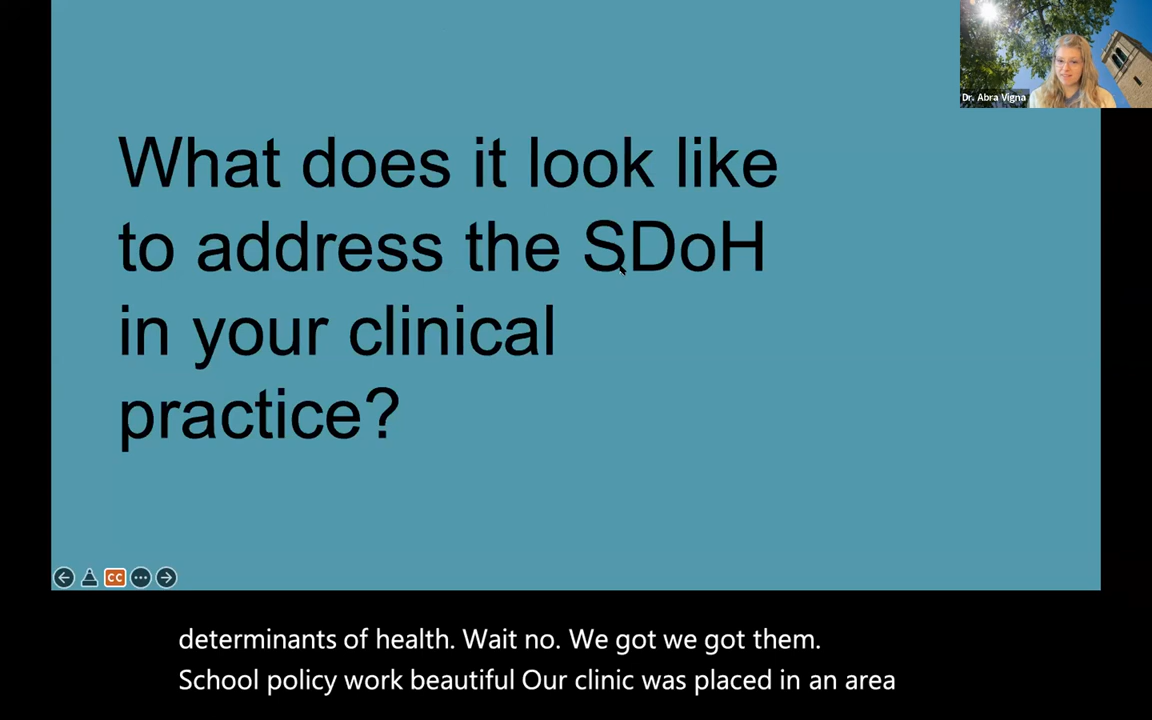 Dr. Abra Vigna
What does it look like
to address the SDoH
in your clinical
practice?
CC
determinants of health. Wait no. We got we got them.
School policy work beautiful Our clinic was placed in an area